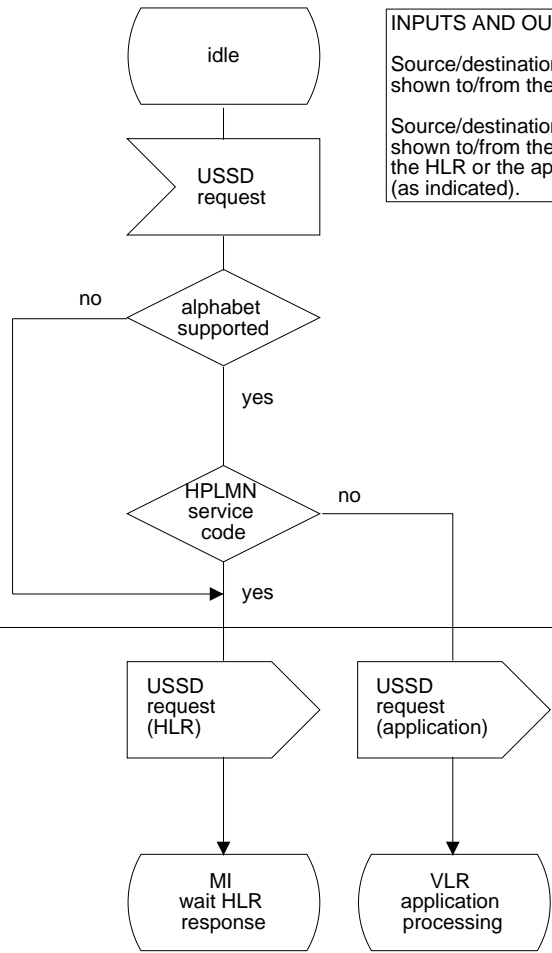 idle
INPUTS AND OU
Source/destination
shown to/from the
Source/destination
shown to/from the
the HLR or the ap
(as indicated).
USSD
request
no
alphabet
supported
yes
HPLMN
service
code
no
yes
USSD
request
(HLR)
USSD
request
(application)
MI
wait HLR
response
VLR
application
processing